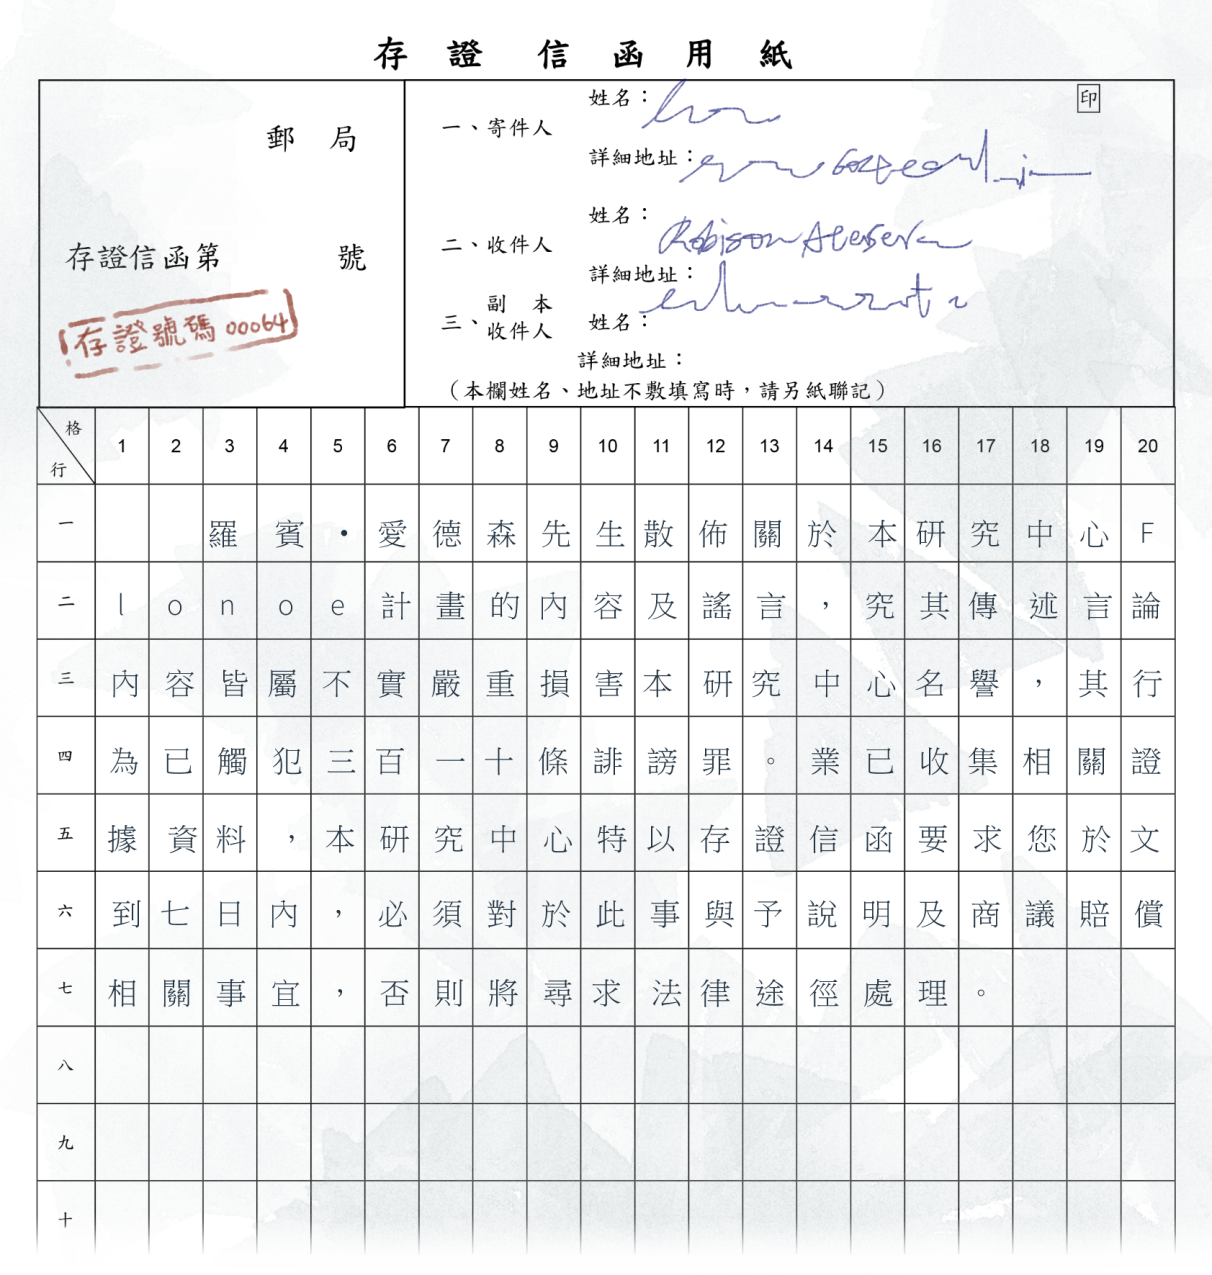 存證信函用紙
郵局
存證信函第 號
存證號碼 00064
一、寄件人
姓名：
印
詳細地址：
二、收件人
姓名：
詳細地址：
三、副本收件人
姓名：
詳細地址：
（本欄姓名、地址不敷填寫時，請另紙聯記）
格
行
1 2 3 4 5 6 7 8 9 10 11 12 13 14 15 16 17 18 19 20
一 羅賓・愛德森先生散佈關於本研究中心F
二 lonoe計畫的內容及謠言，究其傳述言論
三 內容皆屬不實嚴重損害本研究中心名譽，其行
四 為已觸犯三百一十條誹謗罪。業已收集相關證
五 據資料，本研究中心特以存證信函要求您於文
六 到七日內，必須對於此事與予說明及商議賠償
七 相關事宜，否則將尋求法律途徑處理。
八
九
十